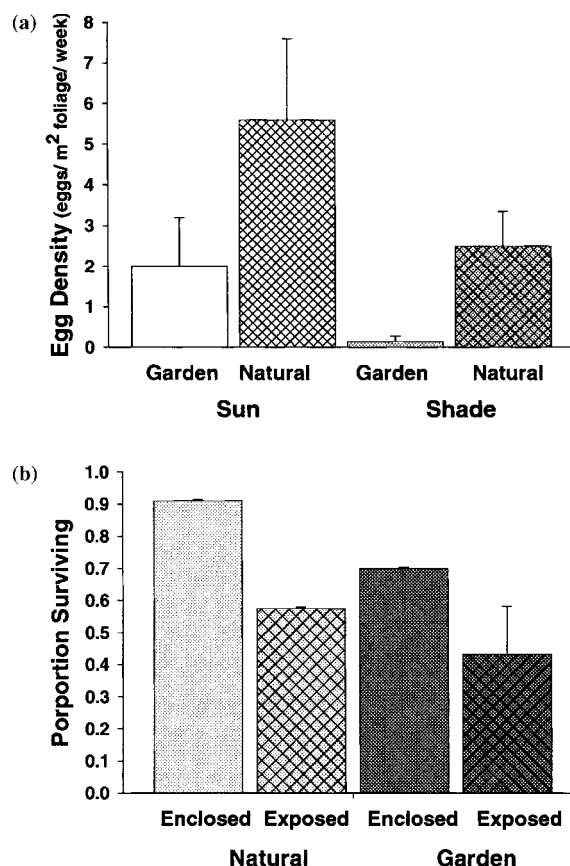 (a)
Egg Density (eggs/ m² foliage/ week)
8
7
6
5
4
3
2
1
0
Garden Natural Garden Natural
Sun Shade
(b)
Porportion Surviving
1.0
0.9
0.8
0.7
0.6
0.5
0.4
0.3
0.2
0.1
0.0
Enclosed Exposed Enclosed Exposed
Natural Garden